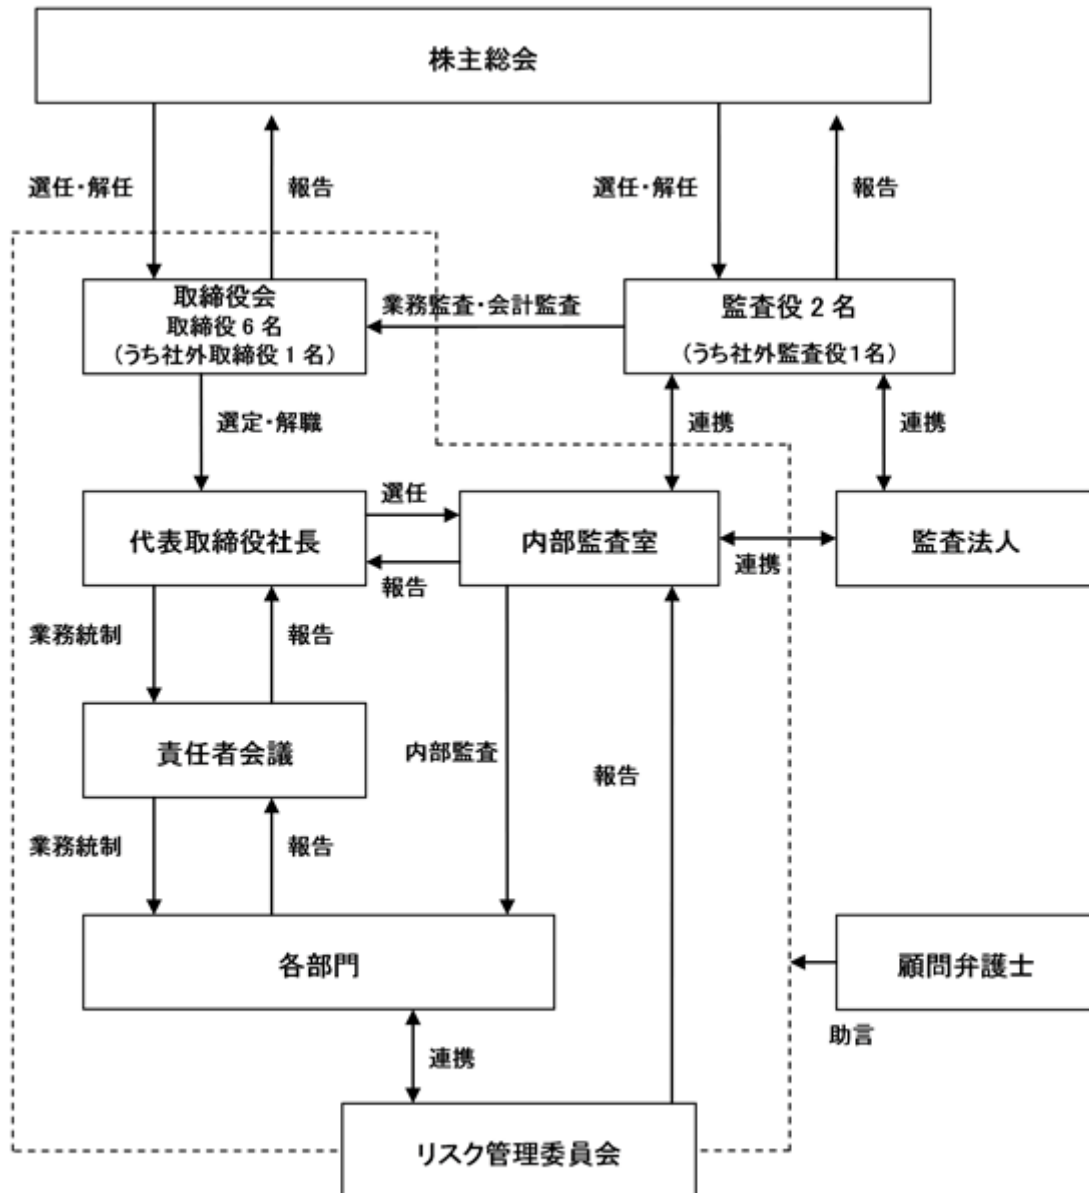 株主総会
選任・解任
報告
選任・解任
報告
取締役会
取締役6名
(うち社外取締役1名)
業務監査・会計監査
監査役2名
(うち社外監査役1名)
選定・解職
連携
連携
代表取締役社長
選任
報告
内部監査室
連携
監査法人
業務統制
報告
責任者会議
内部監査
報告
業務統制
報告
各部門
顧問弁護士
助言
連携
リスク管理委員会